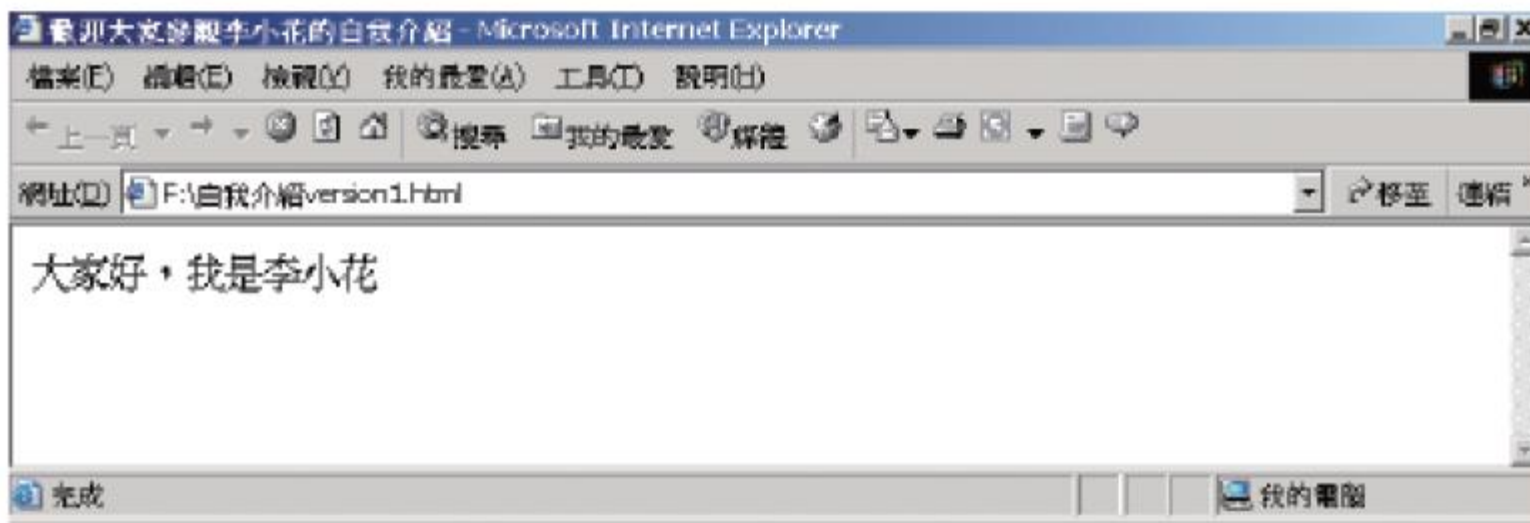 歡迎大家參觀李小花的自我介紹 - Microsoft Internet Explorer
檔案(F) 編輯(E) 檢視(V) 我的最愛(A) 工具(T) 說明(H)
上一頁 搜尋 我的最愛 媒體
網址(D) F:\自我介紹version1.html 移至 連結 »
大家好，我是李小花
完成 我的電腦